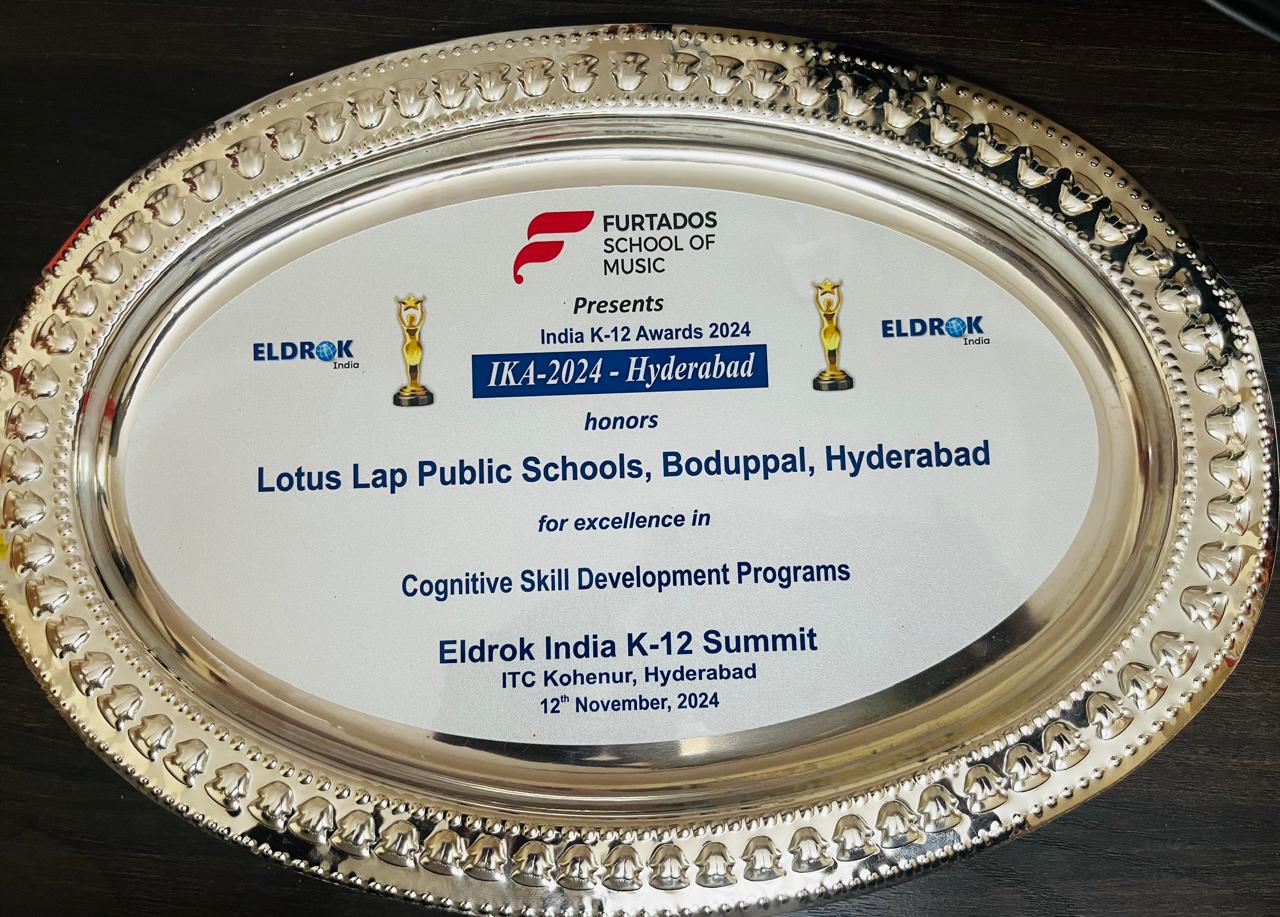 FURTADOS
SCHOOL OF
MUSIC
Presents
India K-12 Awards 2024
ELDROK
India
IKA-2024 - Hyderabad
ELDROK
India
honors
Lotus Lap Public Schools, Boduppal, Hyderabad
for excellence in
Cognitive Skill Development Programs
Eldrok India K-12 Summit
ITC Kohenur, Hyderabad
12th November, 2024